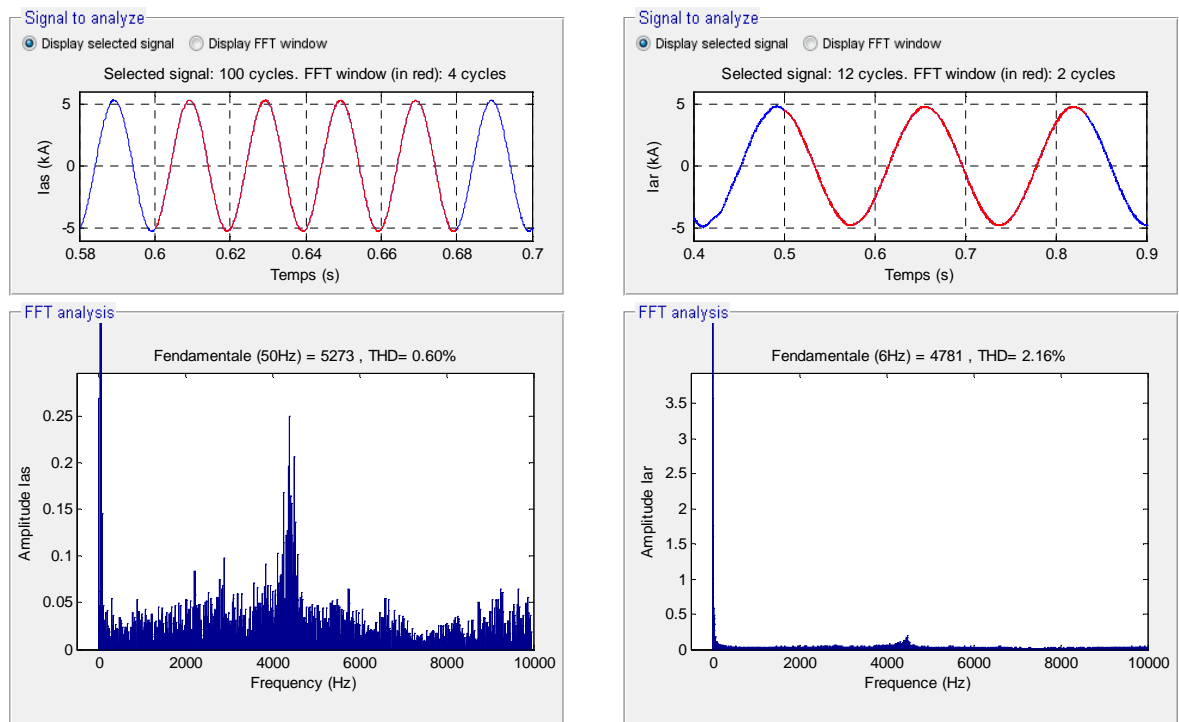 Signal to analyze
Display selected signal Display FFT window
Selected signal: 100 cycles. FFT window (in red): 4 cycles
5
0
-5
Ias (kA)
0.58 0.6 0.62 0.64 0.66 0.68 0.7
Temps (s)
FFT analysis
Fendamentale (50Hz) = 5273 , THD= 0.60%
0.25
0.2
0.15
0.1
0.05
0
Amplitude Ias
0 2000 4000 6000 8000 10000
Frequency (Hz)
Signal to analyze
Display selected signal Display FFT window
Selected signal: 12 cycles. FFT window (in red): 2 cycles
5
0
-5
Iar (kA)
0.4 0.5 0.6 0.7 0.8 0.9
Temps (s)
FFT analysis
Fendamentale (6Hz) = 4781 , THD= 2.16%
3.5
3
2.5
2
1.5
1
0.5
0
Amplitude Iar
0 2000 4000 6000 8000 10000
Frequence (Hz)